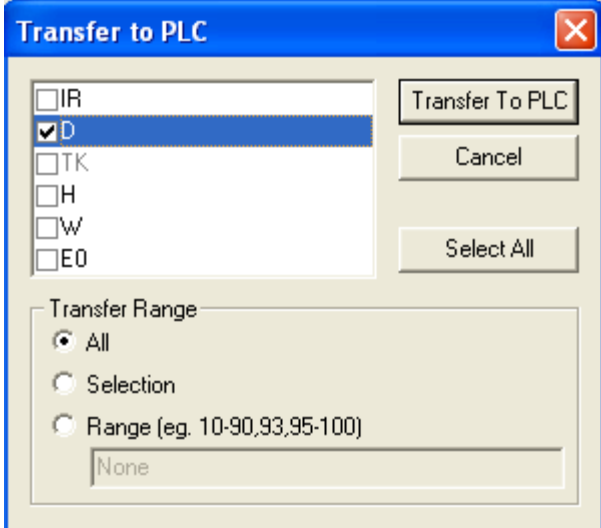 Transfer to PLC
IR
D
TK
H
W
E0
Transfer To PLC
Cancel
Select All
Transfer Range
All
Selection
Range (eg. 10-90,93,95-100)
None